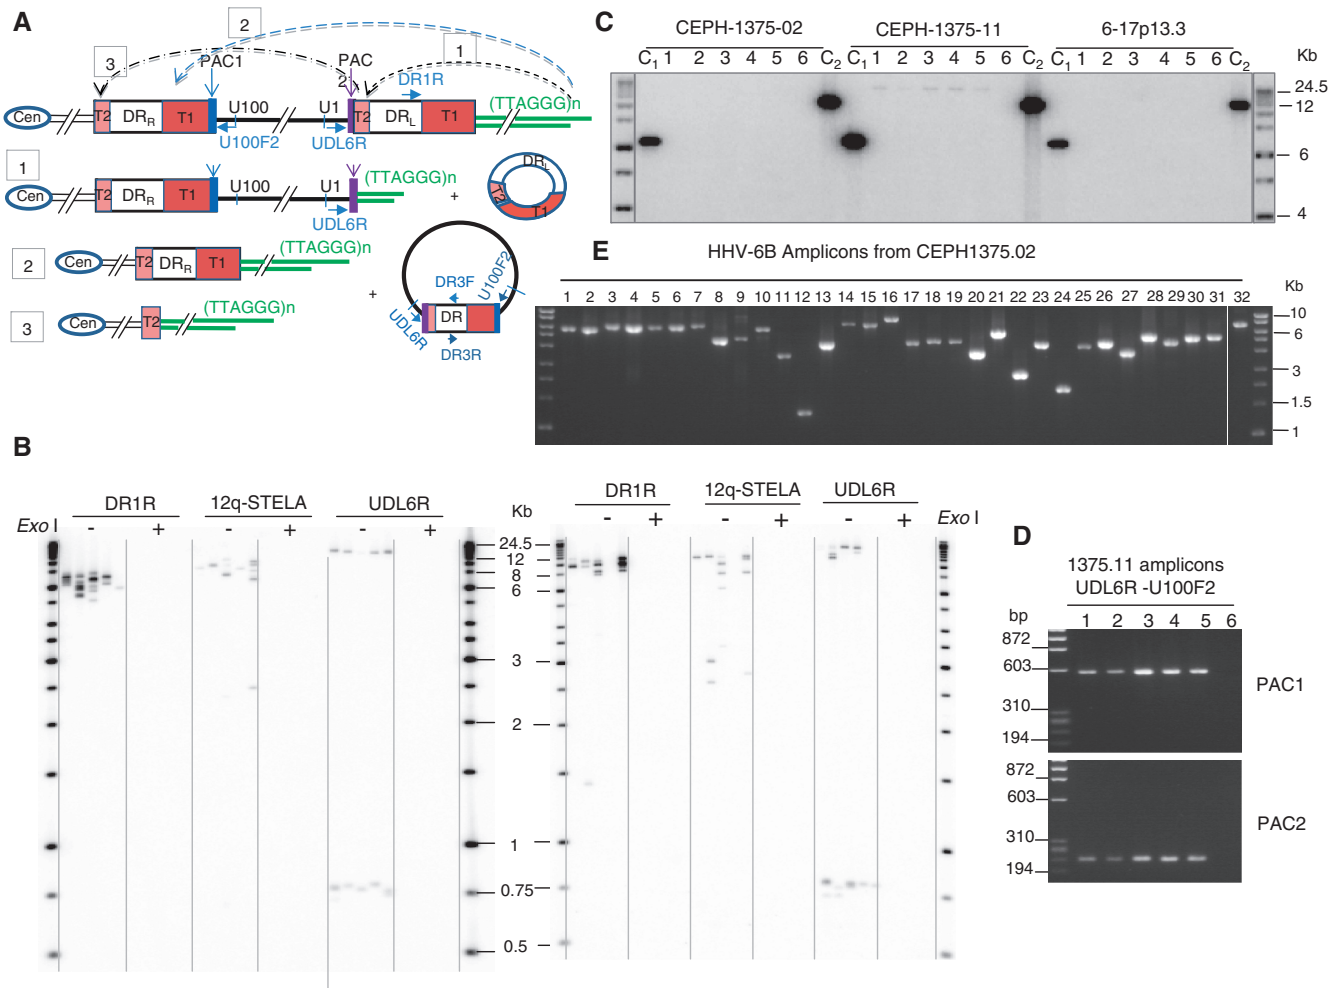 A
2
3
1
PAC1
PAC
2
DR1R
(TTAGGG)n
Cen
T2
DRR
T1
U100
U1
T2
DRL
T1
U100F2
UDL6R
1
Cen
T2
DRR
T1
U100
U1
(TTAGGG)n
UDL6R
+
DRL
T2
T1
2
Cen
T2
DRR
T1
(TTAGGG)n
+
3
Cen
T2
(TTAGGG)n
DR3F
U100F2
UDL6R
DR
DR3R
C
CEPH-1375-02 CEPH-1375-11 6-17p13.3
C1 1 2 3 4 5 6 C2 C1 1 2 3 4 5 6 C2 C1 1 2 3 4 5 6 C2
Kb
24.5
12
6
4
E
HHV-6B Amplicons from CEPH1375.02
1 2 3 4 5 6 7 8 9 10 11 12 13 14 15 16 17 18 19 20 21 22 23 24 25 26 27 28 29 30 31 32
Kb
10
6
3
1.5
1
B
DR1R 12q-STELA UDL6R
Exo I - + - + - +
Kb
DR1R 12q-STELA UDL6R
- + - + - + Exo I
24.5
12
8
6
3
2
1
0.75
0.5
D
1375.11 amplicons
UDL6R -U100F2
bp
1 2 3 4 5 6
872
603
310
194
PAC1
872
603
310
194
PAC2